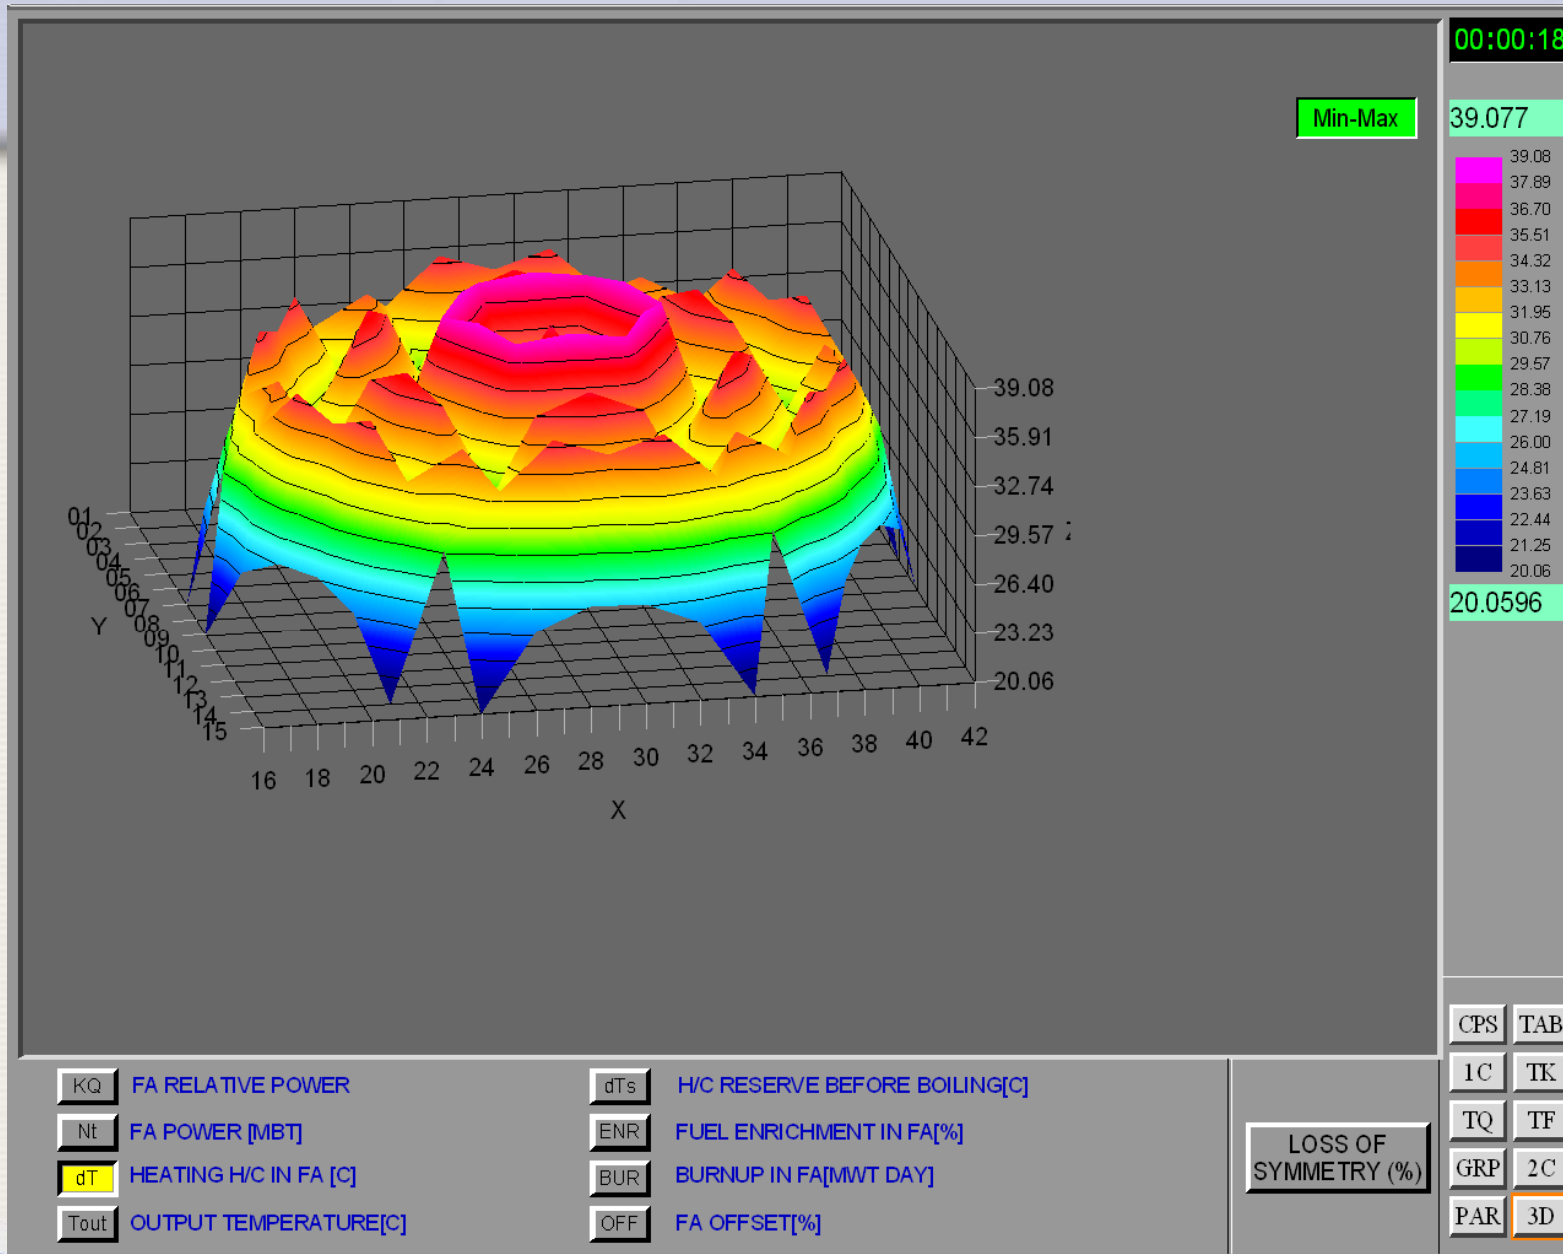 00:00:18
Min-Max
39.077
39.08
37.89
36.70
35.51
34.32
33.13
31.95
30.76
29.57
28.38
27.19
26.00
24.81
23.63
22.44
21.25
20.06
20.0596
39.08
35.91
32.74
29.57
26.40
23.23
20.06
01
02
03
04
05
06
07
08
09
10
11
12
13
14
15
Y
16 18 20 22 24 26 28 30 32 34 36 38 40 42
X
KQ FA RELATIVE POWER
Nt FA POWER [MBT]
dT HEATING H/C IN FA [C]
Tout OUTPUT TEMPERATURE[C]
dTs H/C RESERVE BEFORE BOILING[C]
ENR FUEL ENRICHMENT IN FA[%]
BUR BURNUP IN FA[MWT DAY]
OFF FA OFFSET[%]
LOSS OF
SYMMETRY (%)
CPS TAB
1C TK
TQ TF
GRP 2C
PAR 3D